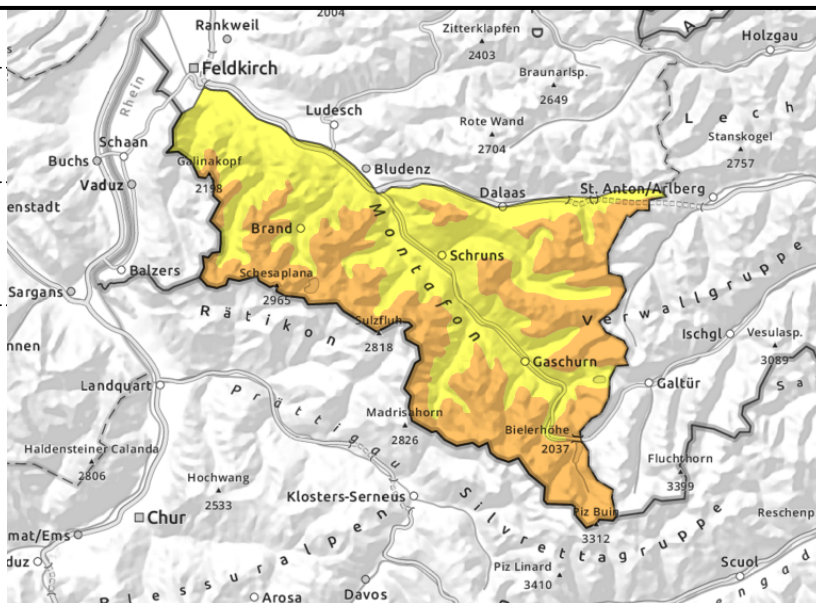 2004
Rankweil
Zitterklapfen
2403
D
A
Holzgau
Feldkirch
Braunarlsp.
2649
Rhein
Ludesch
Rote Wand
2704
L e c h
Stanskogel
2757
Schaan
Buchs
Galinakopf
2198
Bludenz
Vaduz
Dalaas
St. Anton/Arlberg
enstadt
Brand
Montafon
Schruns
Balzers
Schesaplana
2965
Sargans
Rätikon
Sulzfluh
2818
Verwallgruppe
Ischgl
Vesulasp.
3089
nnen
Gaschurn
Landquart
Galtür
S a
Prättigau
Madrisahorn
2826
Bielerhöhe
2037
Haldensteiner Calanda
2806
Hochwang
2533
Fluchthorn
3399
Klosters-Serneus
Silvrettagruppe
Piz Buin
3312
Reschenp
Chur
mat/Ems
duz
Plessuralpen
Piz Linard
3410
Scuol
Arosa
Davos
engad